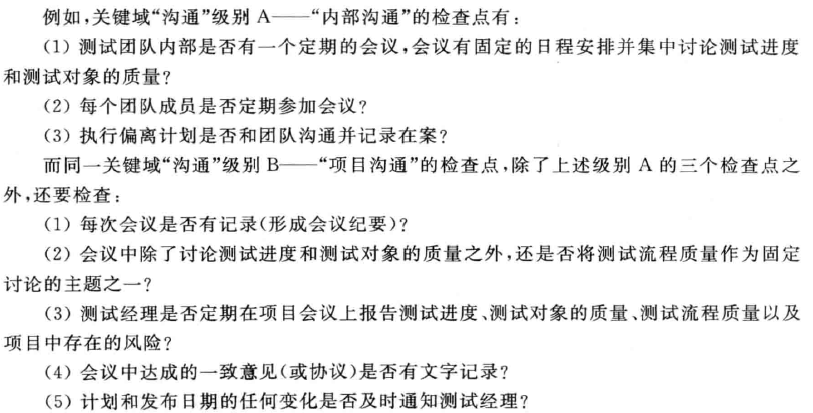 例如,关键域“沟通”级别 A——“内部沟通”的检查点有:
(1) 测试团队内部是否有一个定期的会议,会议有固定的日程安排并集中讨论测试进度
和测试对象的质量?
(2) 每个团队成员是否定期参加会议?
(3) 执行偏离计划是否和团队沟通并记录在案?
而同一关键域“沟通”级别 B——“项目沟通”的检查点,除了上述级别 A 的三个检查点之
外,还要检查:
(1) 每次会议是否有记录(形成会议纪要)?
(2) 会议中除了讨论测试进度和测试对象的质量之外,还是否将测试流程质量作为固定
讨论的主题之一?
(3) 测试经理是否定期在项目会议上报告测试进度、测试对象的质量、测试流程质量以及
项目中存在的风险?
(4) 会议中达成的一致意见(或协议)是否有文字记录?
(5) 计划和发布日期的任何变化是否及时通知测试经理?